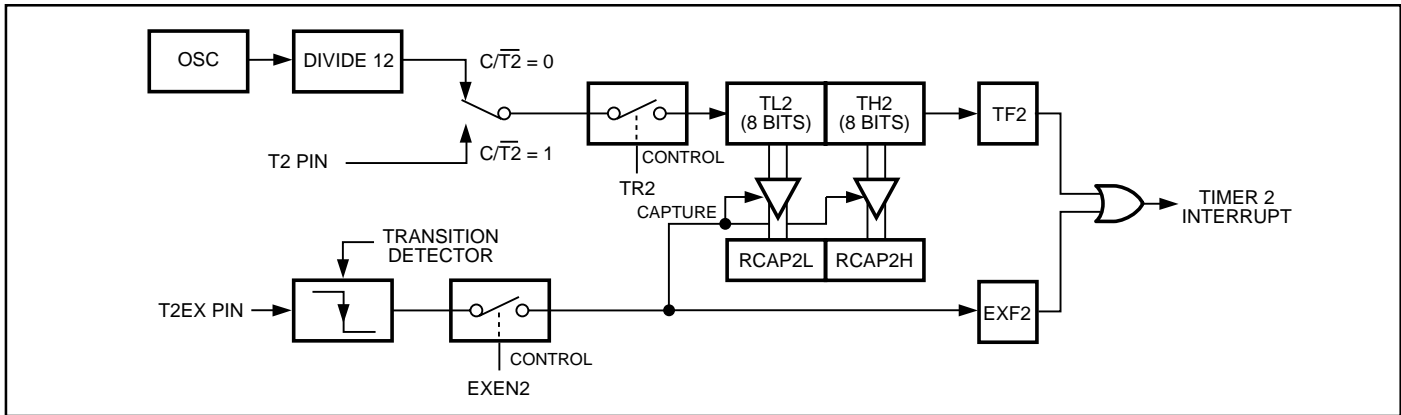 OSC
DIVIDE 12
C/T2̅ = 0
TL2
(8 BITS)
TH2
(8 BITS)
TF2
T2 PIN
C/T2̅ = 1
CONTROL
TR2
CAPTURE
TIMER 2
INTERRUPT
TRANSITION
DETECTOR
RCAP2L
RCAP2H
T2EX PIN
EXF2
CONTROL
EXEN2